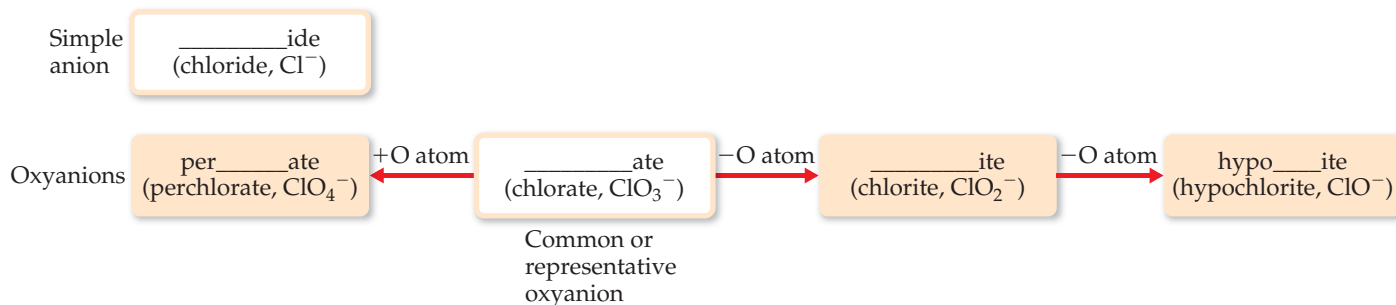 Simple
anion
_________ide
(chloride, Cl⁻)
Oxyanions
per______ate
(perchlorate, ClO₄⁻)
+O atom
_________ate
(chlorate, ClO₃⁻)
Common or
representative
oxyanion
−O atom
_________ite
(chlorite, ClO₂⁻)
−O atom
hypo____ite
(hypochlorite, ClO⁻)